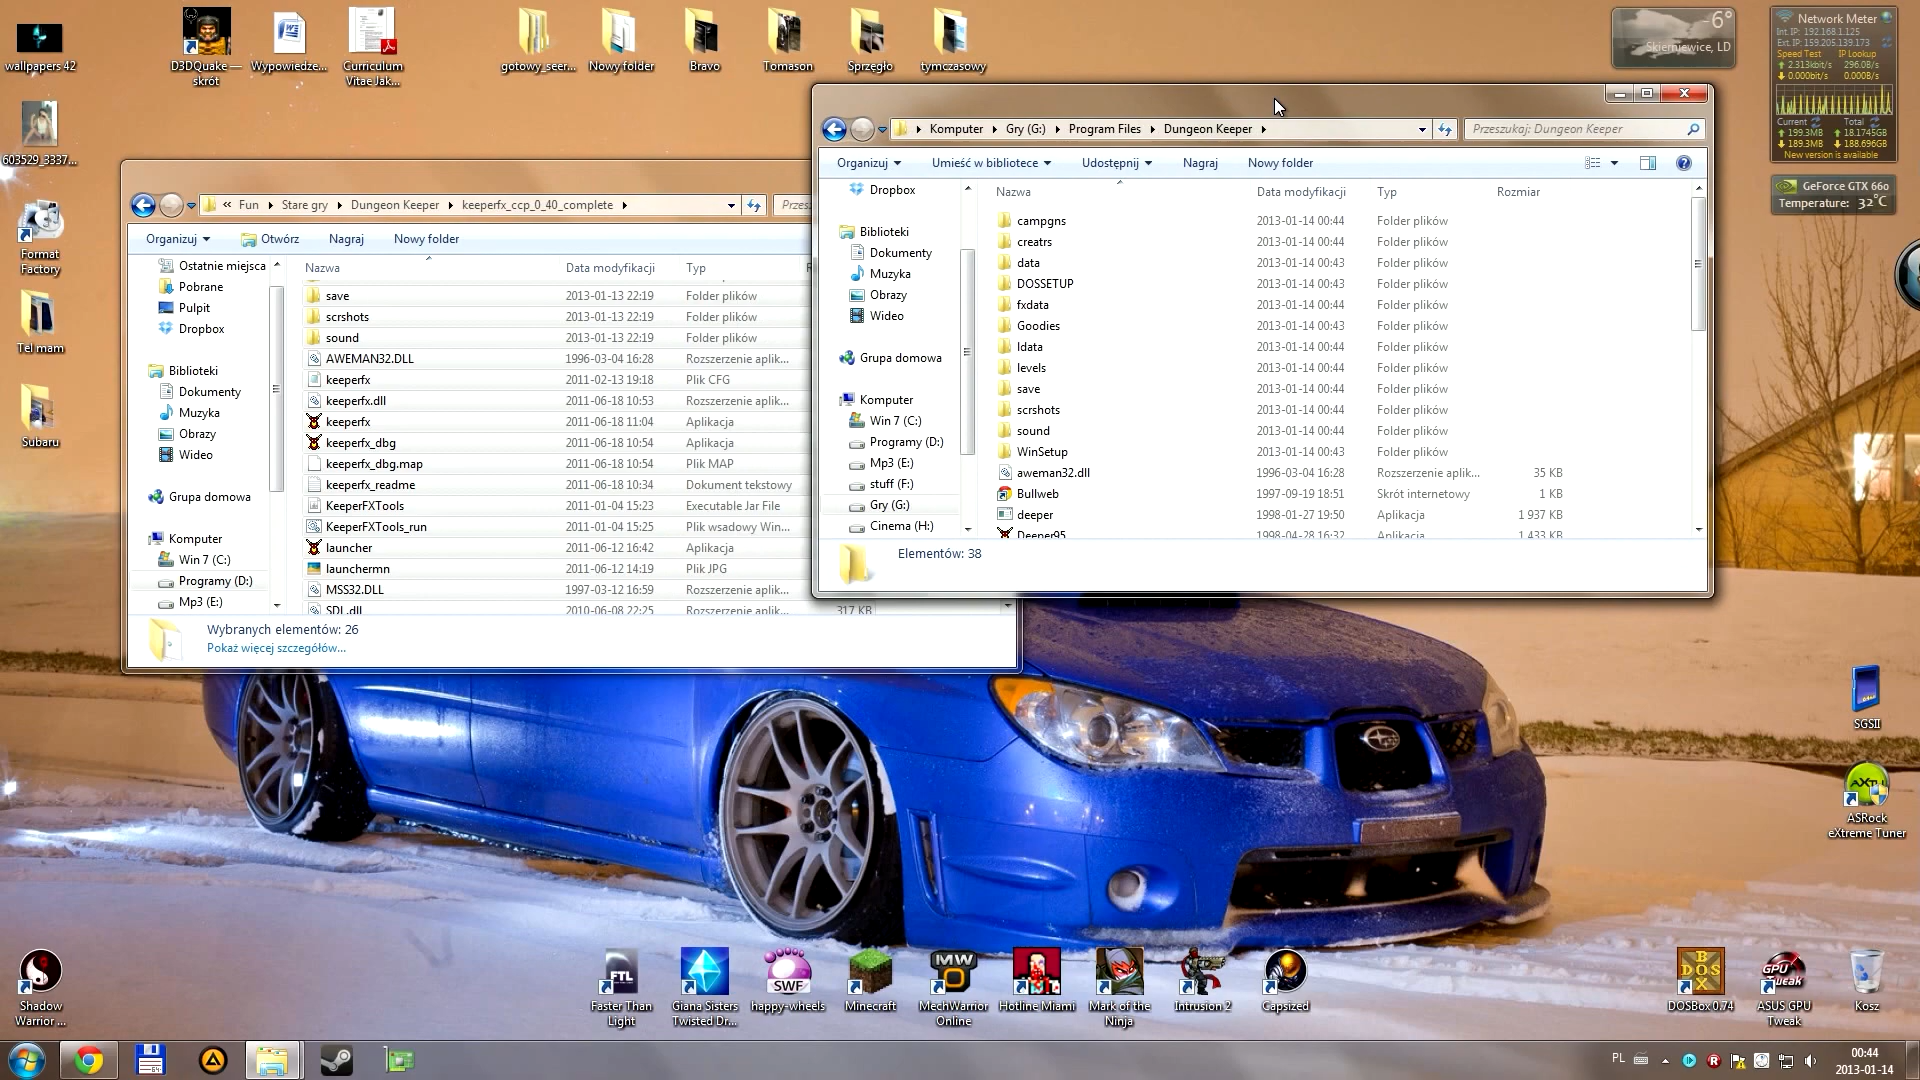 wallpapers 42
D3DQuake —
skrót
Wypowiedze...
Curriculum
Vitae Jak...
gotowy_seer...
Nowy folder
Bravo
Tomason
Sprzęgło
tymczasowy
-6°
Skierniewice, LD
Network Meter
Int. IP: 192.168.1.125
Ext. IP: 159.205.139.173
Speed Test IP Lookup
2.313kbit/s 296.0B/s
0.000bit/s 0.000B/s
Current Total
199.3MB 18.1745GB
189.3MB 188.696GB
New version is available
GeForce GTX 660
Temperature: 32°C
603529_3337...
Format
Factory
Tel mam
Subaru
« Fun Stare gry Dungeon Keeper keeperfx_ccp_0_40_complete
Przes
Organizuj Otwórz Nagraj Nowy folder
Ostatnie miejsca
Pobrane
Pulpit
Dropbox
Biblioteki
Dokumenty
Muzyka
Obrazy
Wideo
Grupa domowa
Komputer
Win 7 (C:)
Programy (D:)
Mp3 (E:)
Nazwa Data modyfikacji Typ
save 2013-01-13 22:19 Folder plików
scrshots 2013-01-13 22:19 Folder plików
sound 2013-01-13 22:19 Folder plików
AWEMAN32.DLL 1996-03-04 16:28 Rozszerzenie aplik...
keeperfx 2011-02-13 19:18 Plik CFG
keeperfx.dll 2011-06-18 10:53 Rozszerzenie aplik...
keeperfx 2011-06-18 11:04 Aplikacja
keeperfx_dbg 2011-06-18 10:54 Aplikacja
keeperfx_dbg.map 2011-06-18 10:54 Plik MAP
keeperfx_readme 2011-06-18 10:34 Dokument tekstowy
KeeperFXTools 2011-01-04 15:23 Executable Jar File
KeeperFXTools_run 2011-01-04 15:25 Plik wsadowy Win...
launcher 2011-06-12 16:42 Aplikacja
launchermn 2011-06-12 14:19 Plik JPG
MSS32.DLL 1997-03-12 16:59 Rozszerzenie aplik...
SDL.dll 2010-06-08 22:25 Rozszerzenie aplik... 317 KB
Wybranych elementów: 26
Pokaż więcej szczegółów...
Komputer Gry (G:) Program Files Dungeon Keeper
Przeszukaj: Dungeon Keeper
Organizuj Umieść w bibliotece Udostępnij Nagraj Nowy folder
Dropbox
Biblioteki
Dokumenty
Muzyka
Obrazy
Wideo
Grupa domowa
Komputer
Win 7 (C:)
Programy (D:)
Mp3 (E:)
stuff (F:)
Gry (G:)
Cinema (H:)
Nazwa Data modyfikacji Typ Rozmiar
campgns 2013-01-14 00:44 Folder plików
creatrs 2013-01-14 00:44 Folder plików
data 2013-01-14 00:43 Folder plików
DOSSETUP 2013-01-14 00:43 Folder plików
fxdata 2013-01-14 00:44 Folder plików
Goodies 2013-01-14 00:43 Folder plików
ldata 2013-01-14 00:44 Folder plików
levels 2013-01-14 00:44 Folder plików
save 2013-01-14 00:44 Folder plików
scrshots 2013-01-14 00:44 Folder plików
sound 2013-01-14 00:44 Folder plików
WinSetup 2013-01-14 00:43 Folder plików
aweman32.dll 1996-03-04 16:28 Rozszerzenie aplik... 35 KB
Bullweb 1997-09-19 18:51 Skrót internetowy 1 KB
deeper 1998-01-27 19:50 Aplikacja 1 937 KB
Deeper95 1998-04-28 16:32 Aplikacja 1 433 KB
Elementów: 38
SGSII
ASRock
eXtreme Tuner
Shadow
Warrior ...
FTL
Faster Than
Light
Giana Sisters
Twisted Dr...
SWF
happy-wheels
Minecraft
MW
MechWarrior
Online
Hotline Miami
Mark of the
Ninja
Intrusion 2
Capsized
DOSBox 0.74
GPU
Tweak
ASUS GPU
Tweak
Kosz
PL
00:44
2013-01-14